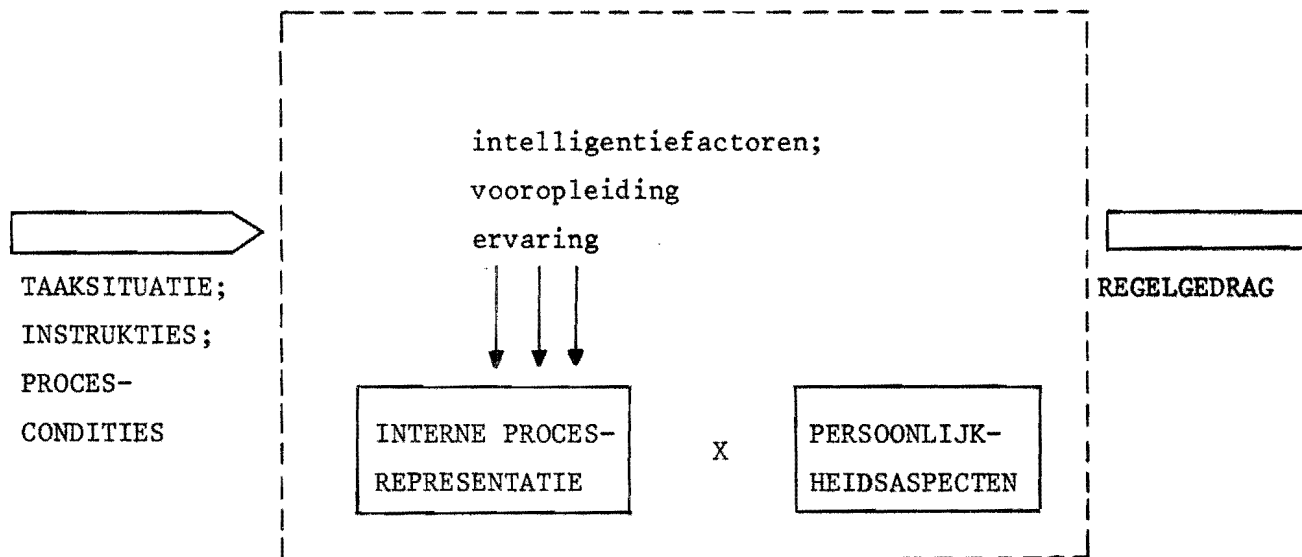 intelligentiefactoren;
vooropleiding
ervaring
TAAKSITUATIE;
INSTRUKTIES;
PROCES-
CONDITIES
REGELGEDRAG
INTERNE PROCES-
REPRESENTATIE
X
PERSOONLIJK-
HEIDSASPECTEN